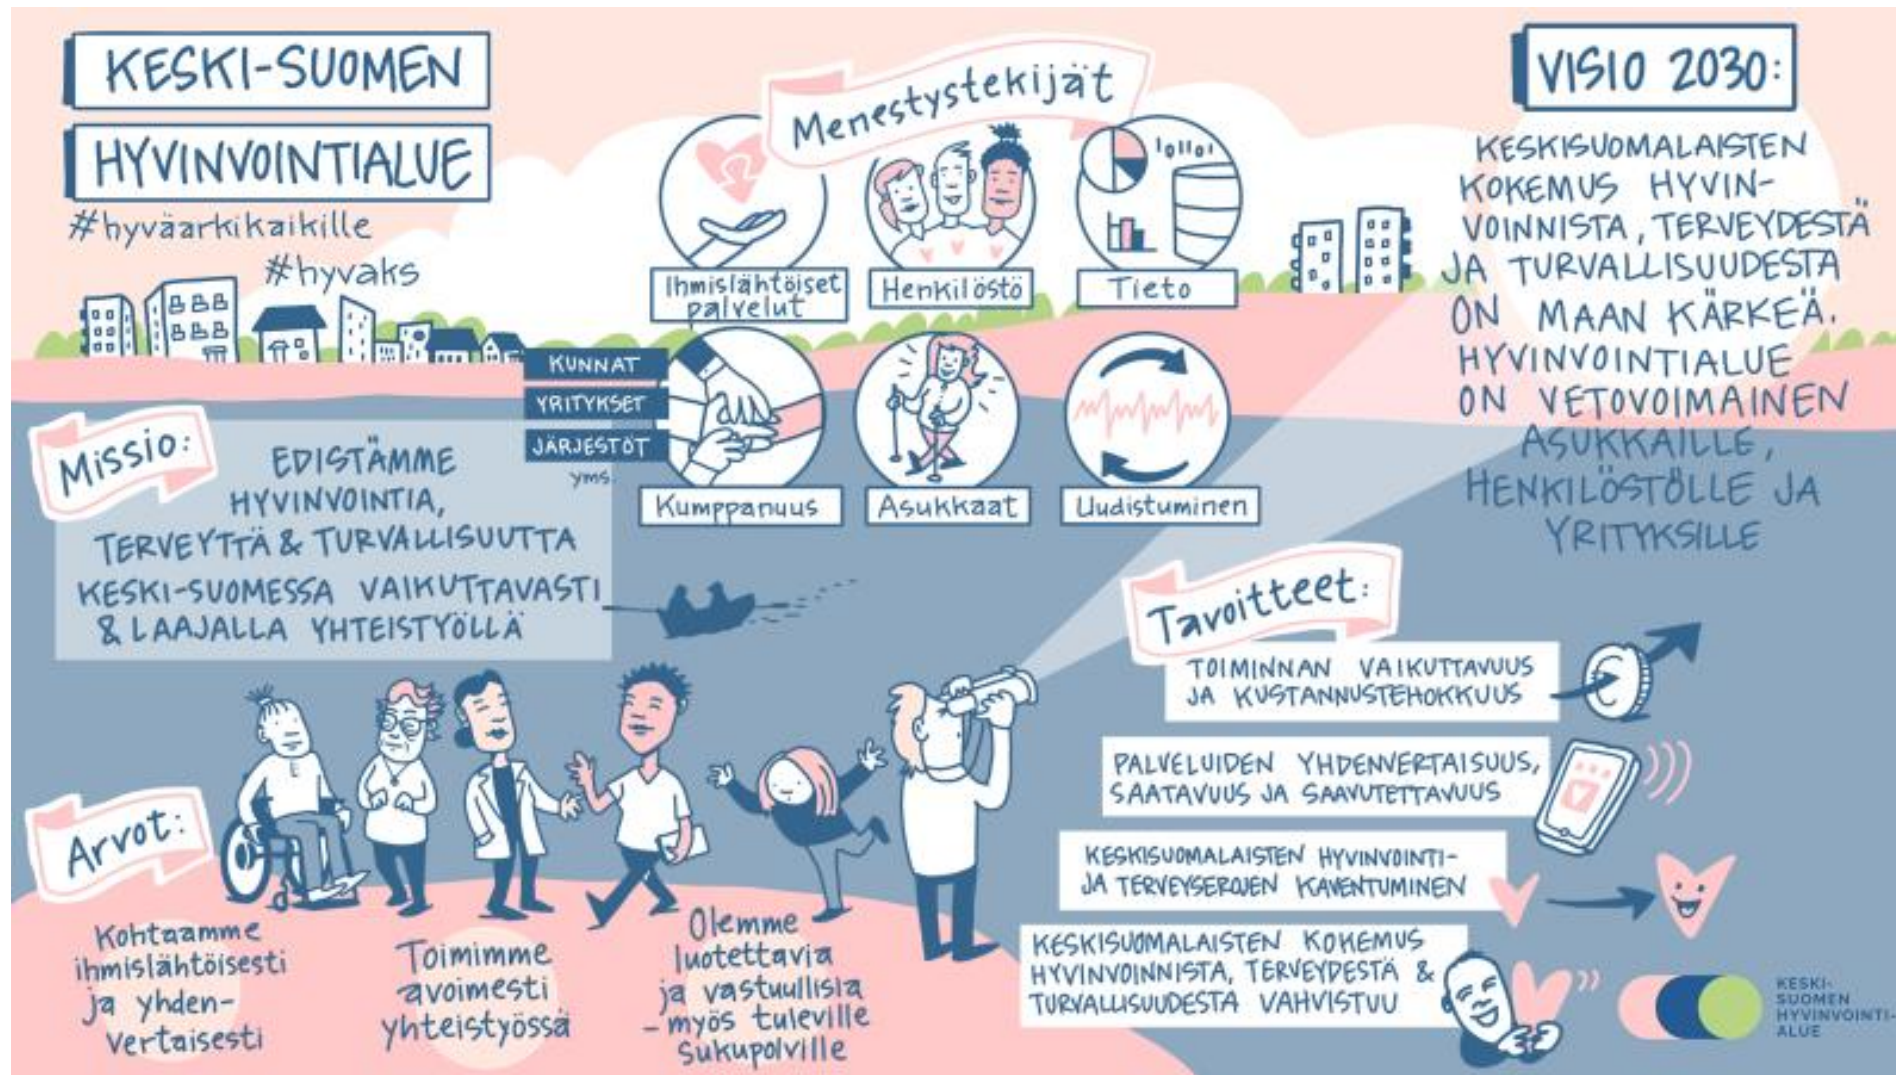 KESKI-SUOMEN
HYVINVOINTIALUE
#hyväarkikaikille
#hyvaks
Menestystekijät
101101
Ihmislähtöiset
palvelut
Henkilöstö
Tieto
KUNNAT
YRITYKSET
JÄRJESTÖT
yms.
Kumppanuus
Asukkaat
Uudistuminen
VISIO 2030:
KESKISUOMALAISTEN
KOKEMUS HYVIN-
VOINNISTA, TERVEYDESTÄ
JA TURVALLISUUDESTA
ON MAAN KÄRKEÄ.
HYVINVOINTIALUE
ON VETOVOIMAINEN
ASUKKAILLE,
HENKILÖSTÖLLE JA
YRITYKSILLE
Missio:
EDISTÄMME
HYVINVOINTIA,
TERVEYTTÄ & TURVALLISUUTTA
KESKI-SUOMESSA VAIKUTTAVASTI
& LAAJALLA YHTEISTYÖLLÄ
Tavoitteet:
TOIMINNAN VAIKUTTAVUUS
JA KUSTANNUSTEHOKKUUS
€
PALVELUIDEN YHDENVERTAISUUS,
SAATAVUUS JA SAAVUTETTAVUUS
KESKISUOMALAISTEN HYVINVOINTI-
JA TERVEYSEROJEN KAVENTUMINEN
KESKISUOMALAISTEN KOKEMUS
HYVINVOINNISTA, TERVEYDESTÄ &
TURVALLISUUDESTA VAHVISTUU
Arvot:
Kohtaamme
ihmislähtöisesti
ja yhden-
vertaisesti
Toimimme
avoimesti
yhteistyössä
Olemme
luotettavia
ja vastuullisia
- myös tuleville
sukupolville
KESKI-
SUOMEN
HYVINVOINTI-
ALUE